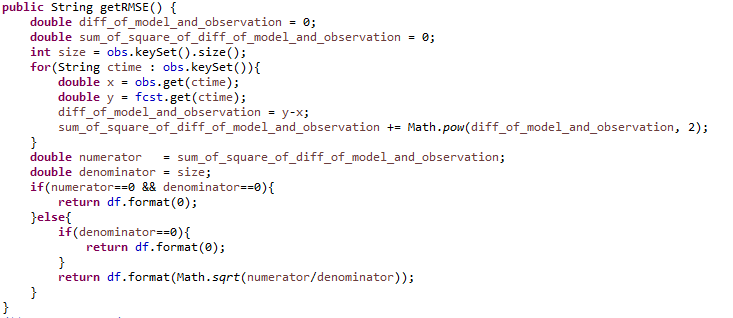 public String getRMSE() {
    double diff_of_model_and_observation = 0;
    double sum_of_square_of_diff_of_model_and_observation = 0;
    int size = obs.keySet().size();
    for(String ctime : obs.keySet()){
        double x = obs.get(ctime);
        double y = fcst.get(ctime);
        diff_of_model_and_observation = y-x;
        sum_of_square_of_diff_of_model_and_observation += Math.pow(diff_of_model_and_observation, 2);
    }
    double numerator   = sum_of_square_of_diff_of_model_and_observation;
    double denominator = size;
    if(numerator==0 && denominator==0){
        return df.format(0);
    }else{
        if(denominator==0){
            return df.format(0);
        }
        return df.format(Math.sqrt(numerator/denominator));
    }
}